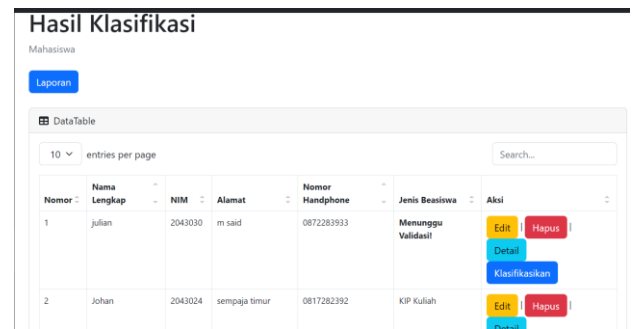 Hasil Klasifikasi
Mahasiswa
Laporan
DataTable
10 entries per page
Search...
Nomor Nama Lengkap NIM Alamat Nomor Handphone Jenis Beasiswa Aksi
1 julian 2043030 m said 0872283933 Menunggu Validasi! Edit | Hapus |
Detail
Klasifikasikan
2 Johan 2043024 sempaja timur 0817282392 KIP Kuliah Edit | Hapus |
Detail